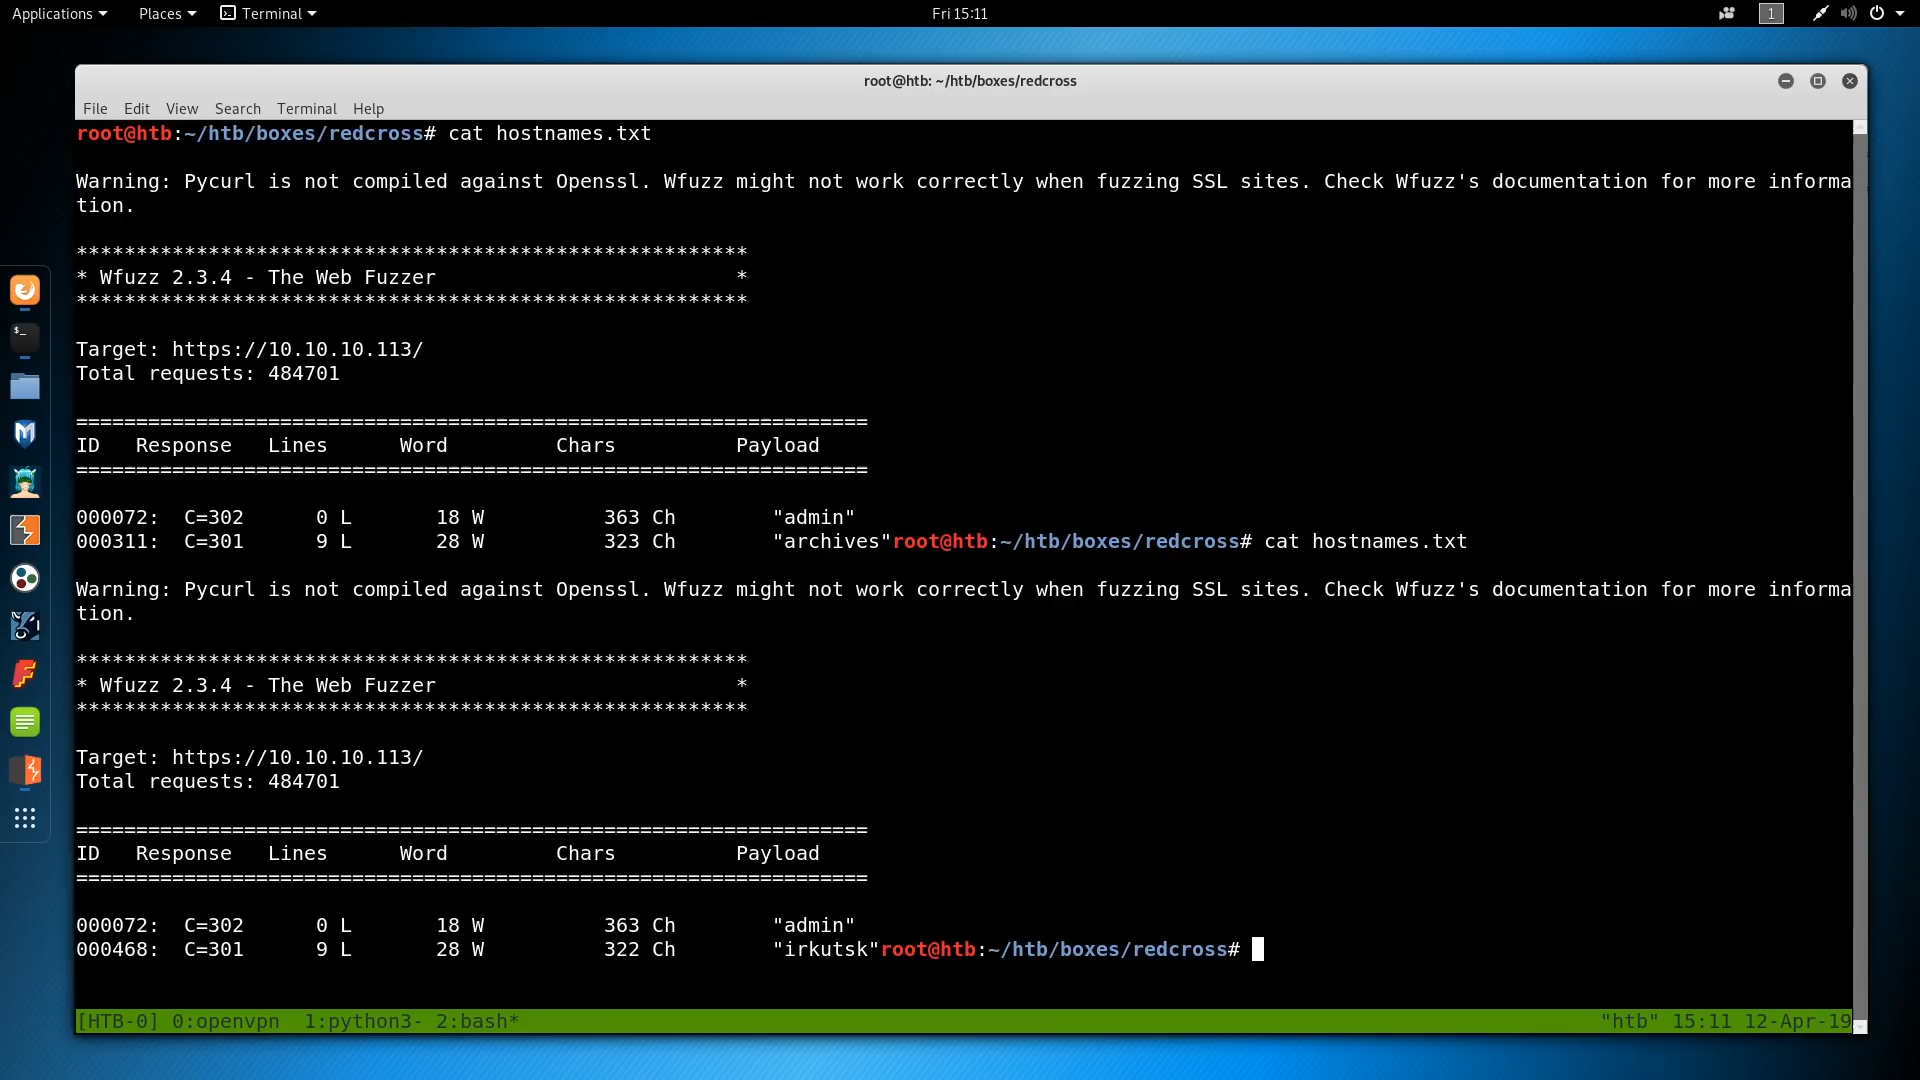 Applications Places Terminal Fri 15:11 1
root@htb: ~/htb/boxes/redcross
File Edit View Search Terminal Help
root@htb:~/htb/boxes/redcross# cat hostnames.txt
Warning: Pycurl is not compiled against Openssl. Wfuzz might not work correctly when fuzzing SSL sites. Check Wfuzz's documentation for more informa
tion.
********************************************************
* Wfuzz 2.3.4 - The Web Fuzzer                         *
********************************************************
Target: https://10.10.10.113/
Total requests: 484701
==================================================================
ID   Response   Lines      Word         Chars          Payload
==================================================================
000072:  C=302      0 L       18 W          363 Ch        "admin"
000311:  C=301      9 L       28 W          323 Ch        "archives"root@htb:~/htb/boxes/redcross# cat hostnames.txt
Warning: Pycurl is not compiled against Openssl. Wfuzz might not work correctly when fuzzing SSL sites. Check Wfuzz's documentation for more informa
tion.
********************************************************
* Wfuzz 2.3.4 - The Web Fuzzer                         *
********************************************************
Target: https://10.10.10.113/
Total requests: 484701
==================================================================
ID   Response   Lines      Word         Chars          Payload
==================================================================
000072:  C=302      0 L       18 W          363 Ch        "admin"
000468:  C=301      9 L       28 W          322 Ch        "irkutsk"root@htb:~/htb/boxes/redcross#
[HTB-0] 0:openvpn  1:python3- 2:bash* "htb" 15:11 12-Apr-19